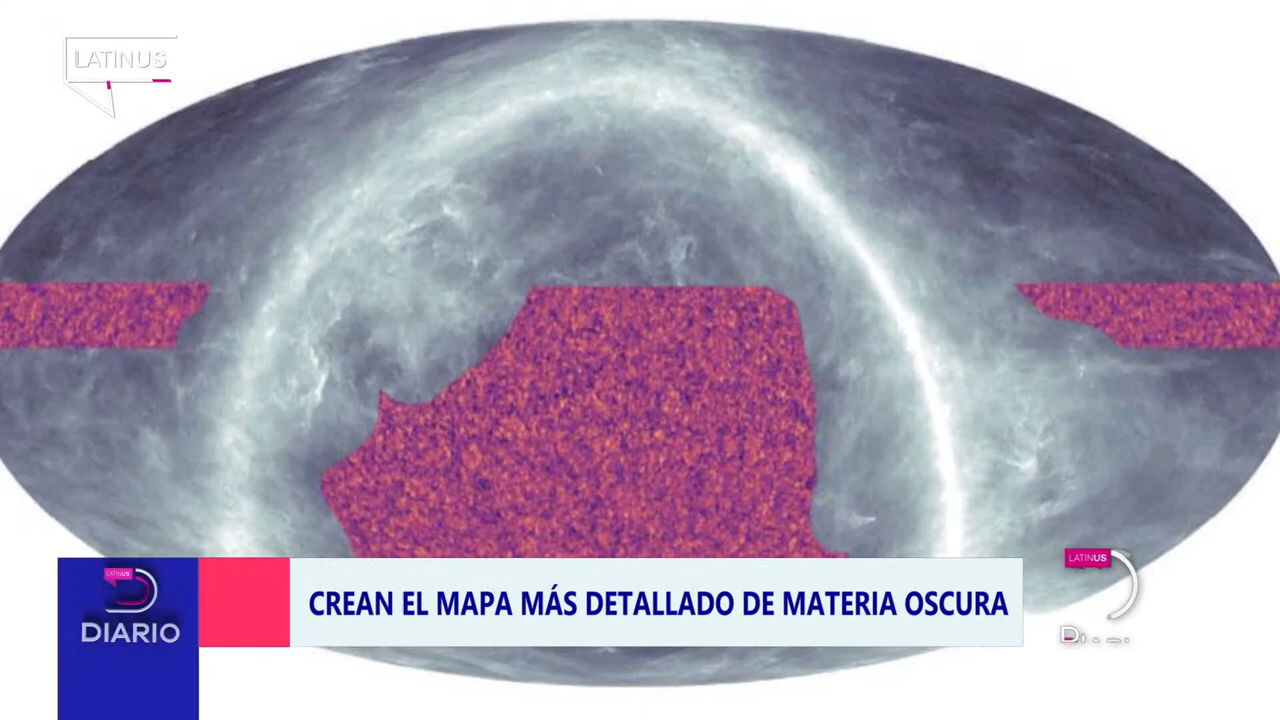 LATINUS
LATINUS
DIARIO
CREAN EL MAPA MÁS DETALLADO DE MATERIA OSCURA
LATINUS